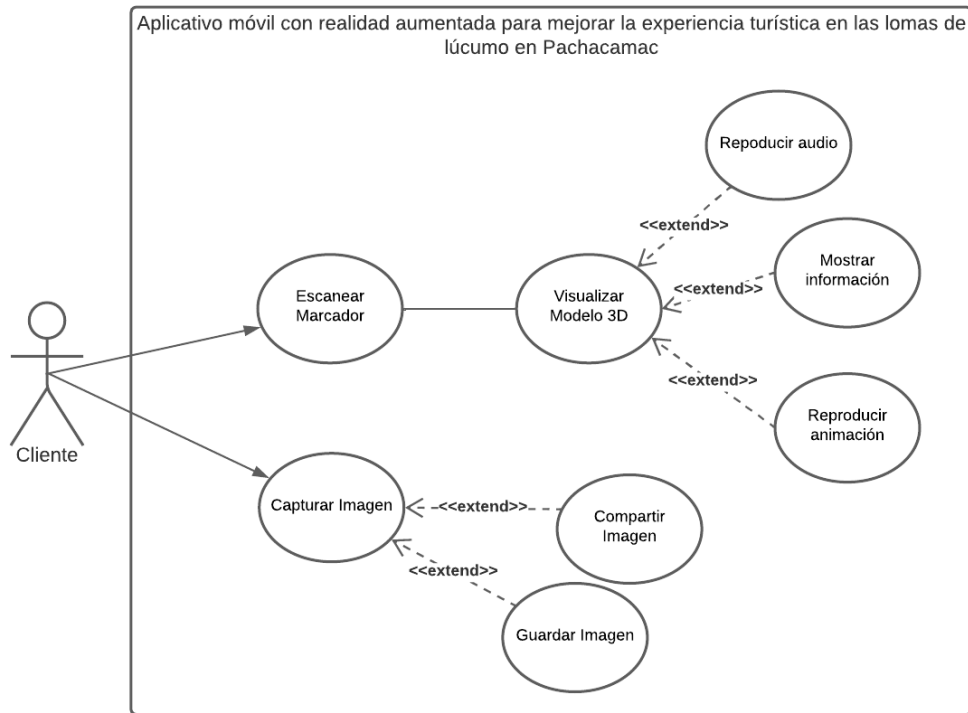 Aplicativo móvil con realidad aumentada para mejorar la experiencia turística en las lomas de
lúcumo en Pachacamac
Repoducir audio
<<extend>>
Mostrar
información
<<extend>>
Escanear
Marcador
Visualizar
Modelo 3D
<<extend>>
Reproducir
animación
Cliente
Capturar Imagen
<<extend>>
Compartir
Imagen
<<extend>>
Guardar Imagen